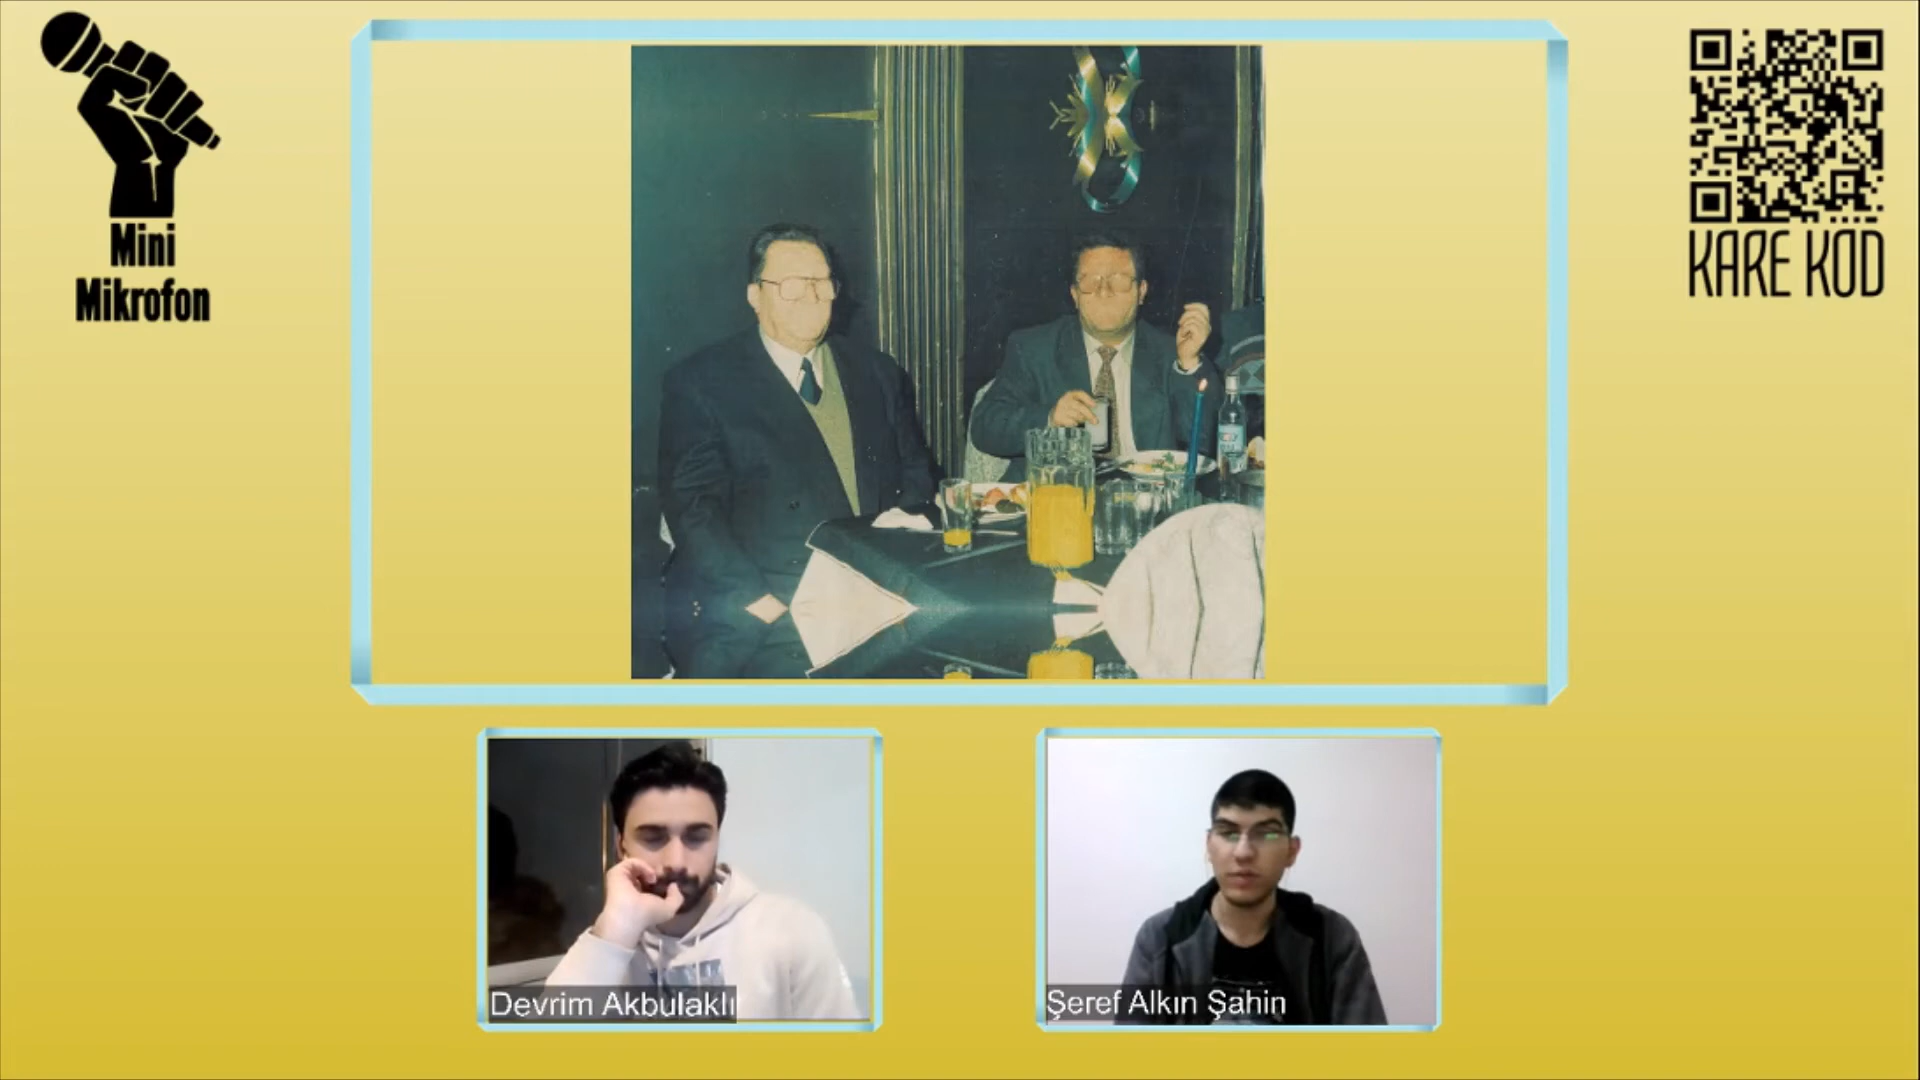 Mini
Mikrofon
KARE KOD
Devrim Akbulaklı
Şeref Alkın Şahin